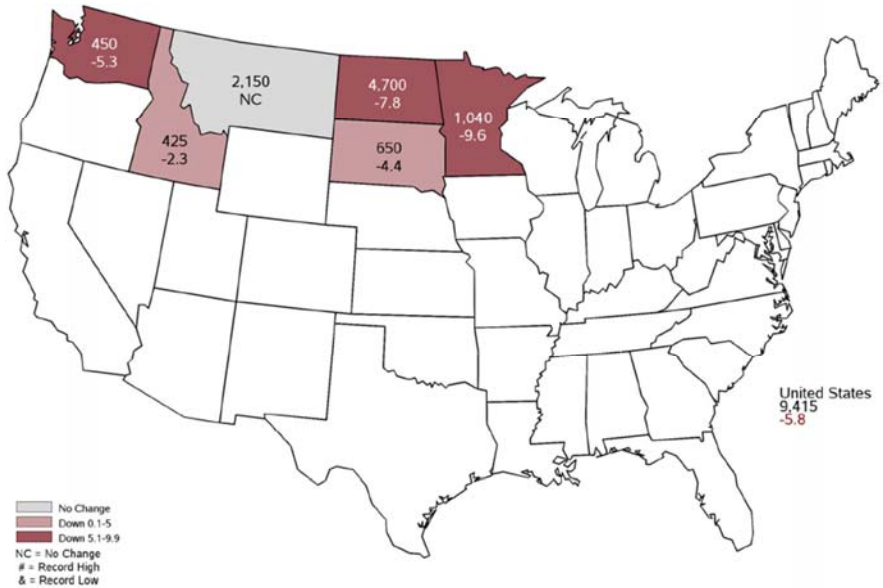 450
-5.3
2,150
NC
4,700
-7.8
1,040
-9.6
425
-2.3
650
-4.4
United States
9,415
-5.8
No Change
Down 0.1-5
Down 5.1-9.9
NC = No Change
# = Record High
& = Record Low